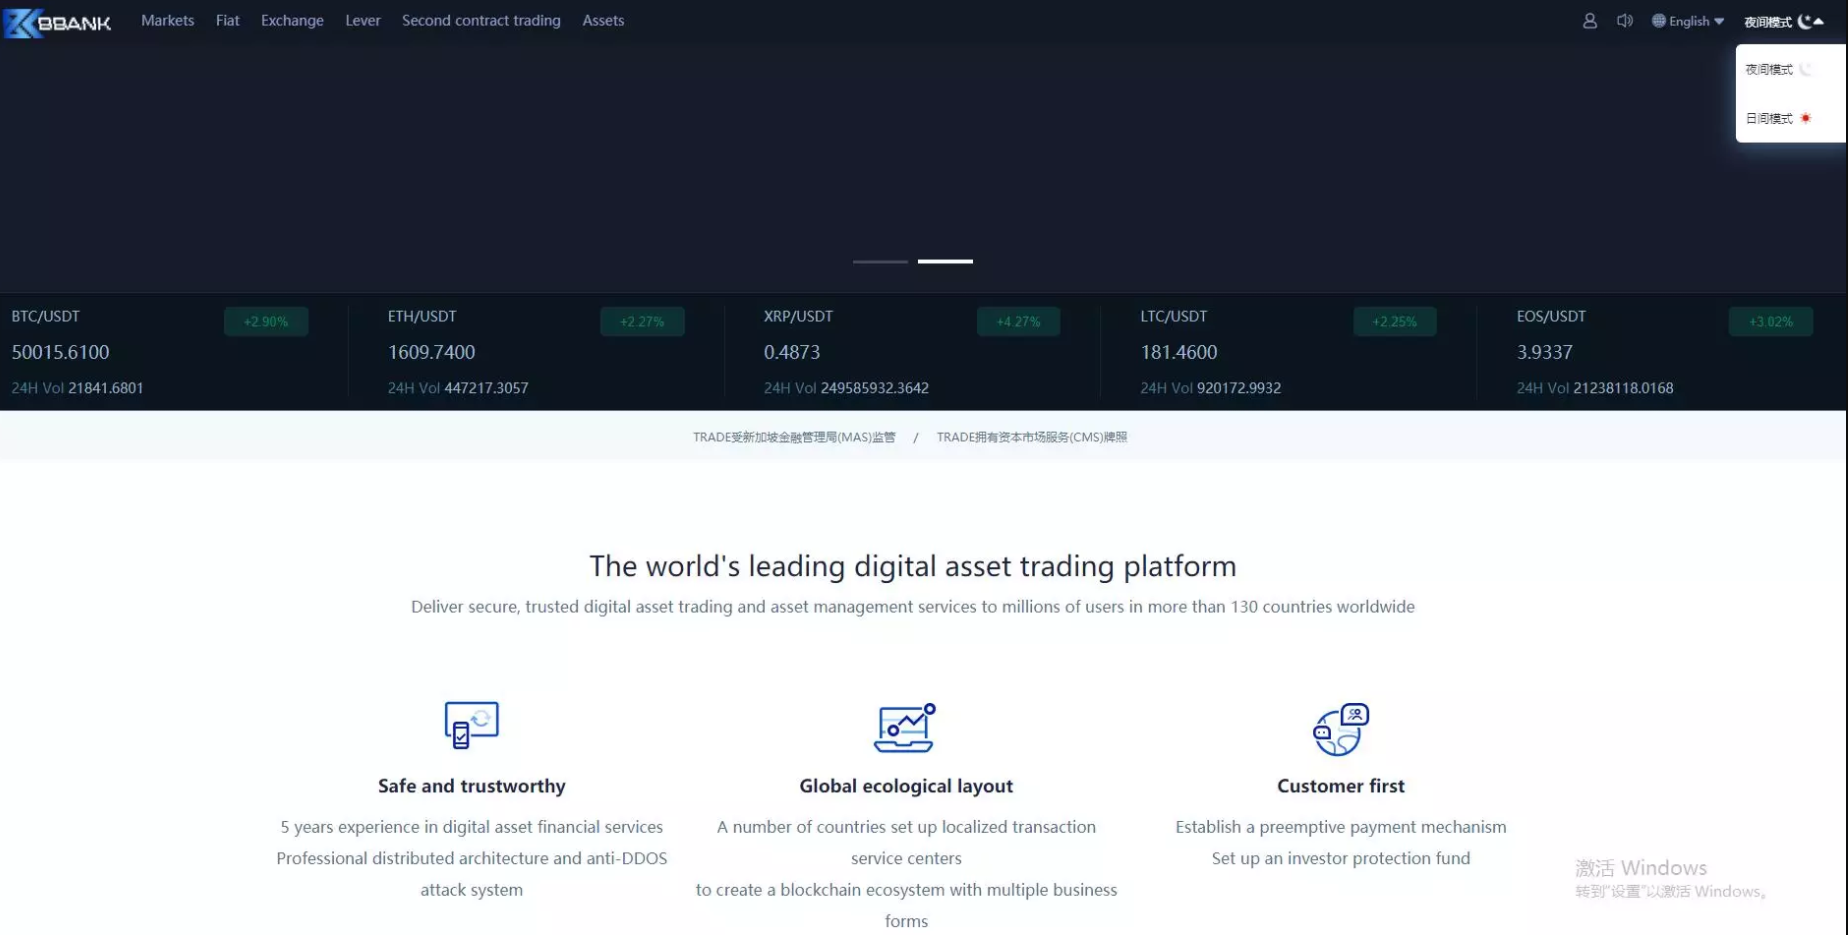 BBANK
Markets Fiat Exchange Lever Second contract trading Assets
English 夜间模式
夜间模式
日间模式
BTC/USDT +2.90%
50015.6100
24H Vol 21841.6801
ETH/USDT +2.27%
1609.7400
24H Vol 447217.3057
XRP/USDT +4.27%
0.4873
24H Vol 249585932.3642
LTC/USDT +2.25%
181.4600
24H Vol 920172.9932
EOS/USDT +3.02%
3.9337
24H Vol 21238118.0168
TRADE受新加坡金融管理局(MAS)监管 / TRADE拥有资本市场服务(CMS)牌照
The world's leading digital asset trading platform
Deliver secure, trusted digital asset trading and asset management services to millions of users in more than 130 countries worldwide
Safe and trustworthy
5 years experience in digital asset financial services
Professional distributed architecture and anti-DDOS
attack system
Global ecological layout
A number of countries set up localized transaction
service centers
to create a blockchain ecosystem with multiple business
forms
Customer first
Establish a preemptive payment mechanism
Set up an investor protection fund
激活 Windows
转到"设置"以激活 Windows。